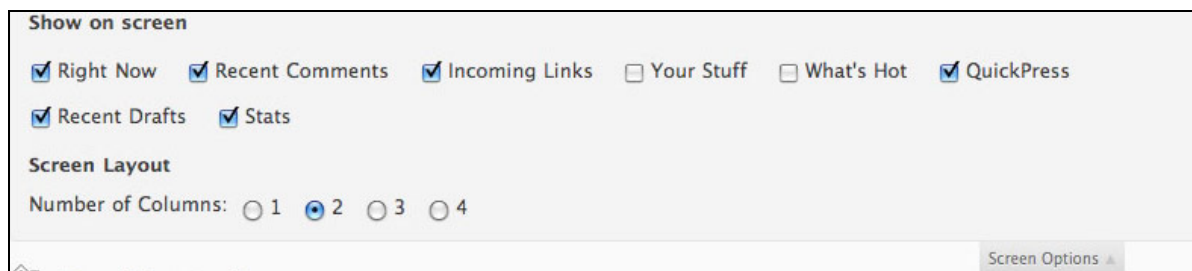 Show on screen
Right Now Recent Comments Incoming Links Your Stuff What's Hot QuickPress
Recent Drafts Stats
Screen Layout
Number of Columns: 1 2 3 4
Screen Options